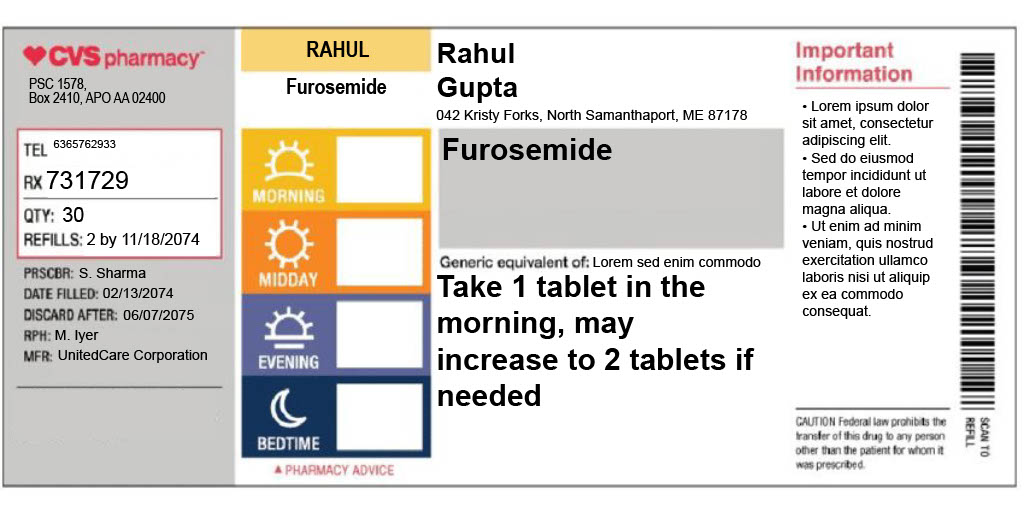 CVS pharmacy
PSC 1578,
Box 2410, APO AA 02400
TEL 6365762933
RX 731729
QTY: 30
REFILLS: 2 by 11/18/2074
PRSCBR: S. Sharma
DATE FILLED: 02/13/2074
DISCARD AFTER: 06/07/2075
RPH: M. Iyer
MFR: UnitedCare Corporation
RAHUL
Furosemide
MORNING
MIDDAY
EVENING
BEDTIME
▲ PHARMACY ADVICE
Rahul
Gupta
042 Kristy Forks, North Samanthaport, ME 87178
Furosemide
Generic equivalent of: Lorem sed enim commodo
Take 1 tablet in the
morning, may
increase to 2 tablets if
needed
Important
Information
• Lorem ipsum dolor
sit amet, consectetur
adipiscing elit.
• Sed do eiusmod
tempor incididunt ut
labore et dolore
magna aliqua.
• Ut enim ad minim
veniam, quis nostrud
exercitation ullamco
laboris nisi ut aliquip
ex ea commodo
consequat.
CAUTION Federal law prohibits the
transfer of this drug to any person
other than the patient for whom it
was prescribed.
SCAN TO
REFILL